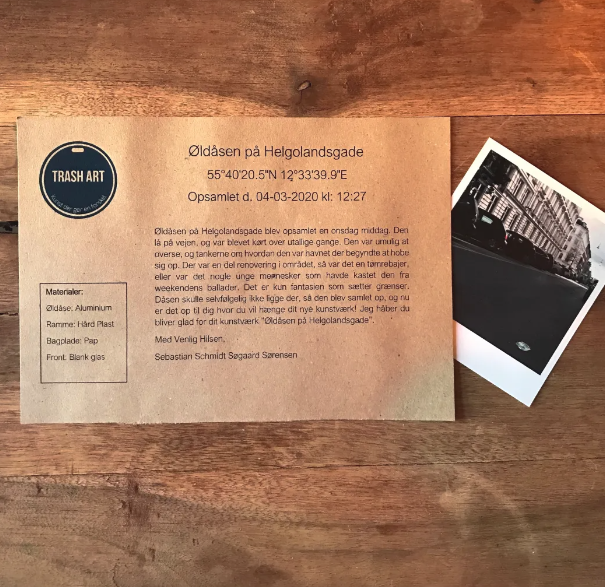 TRASH ART
Øldåsen på Helgolandsgade
55°40'20.5"N 12°33'39.9"E
Opsamlet d. 04-03-2020 kl: 12:27
Øldåsen på Helgolandsgade blev opsamlet en onsdag middag. Den
lå på vejen, og var blevet kørt over utallige gange. Den var umulig at
overse, og tankerne om hvordan den var havnet der begyndte at hobe
sig op. Der var en del renovering i området, så var det en tømrebajer,
eller var det nogle unge mennesker som havde kastet den fra
weekendens ballader. Det er kun fantasien som sætter grænser.
Dåsen skulle selvfølgelig ikke ligge der, så den blev samlet op, og nu
er det op til dig hvor du vil hænge dit nye kunstværk! Jeg håber du
bliver glad for dit kunstværk "Øldåsen på Helgolandsgade".
Med Venlig Hilsen,
Sebastian Schmidt Søgaard Sørensen
Materialer:
Øldåse: Aluminium
Ramme: Hård Plast
Bagplade: Pap
Front: Blank glas